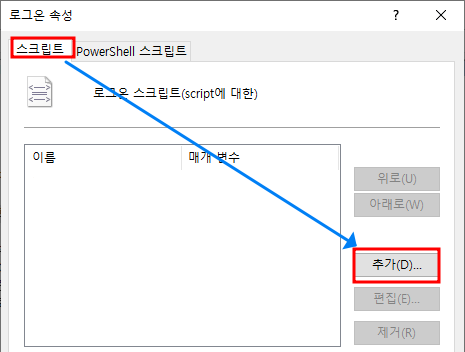 로그온 속성
스크립트 PowerShell 스크립트
로그온 스크립트(script에 대한)
이름 매개 변수
위로(U)
아래로(W)
추가(D)...
편집(E)...
제거(R)